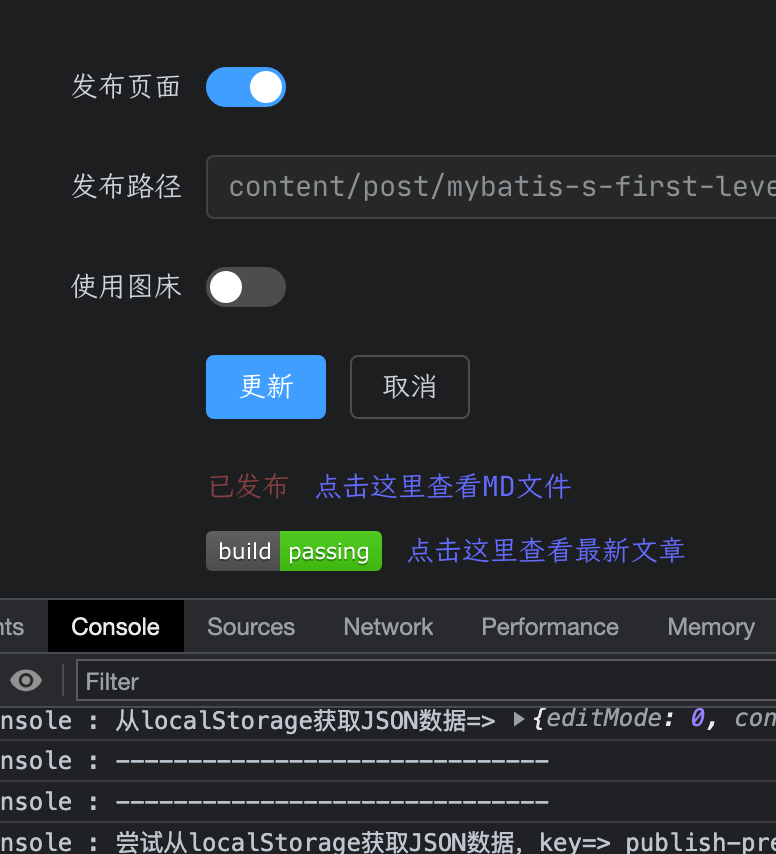 发布页面
发布路径 content/post/mybatis-s-first-leve
使用图床
更新 取消
已发布 点击这里查看MD文件
build passing 点击这里查看最新文章
nts Console Sources Network Performance Memory
Filter
nsole : 从localStorage获取JSON数据=> ▶{editMode: 0, con
nsole : ------------------------------
nsole : ------------------------------
nsole : 尝试从localStorage获取JSON数据，key=> publish-pre